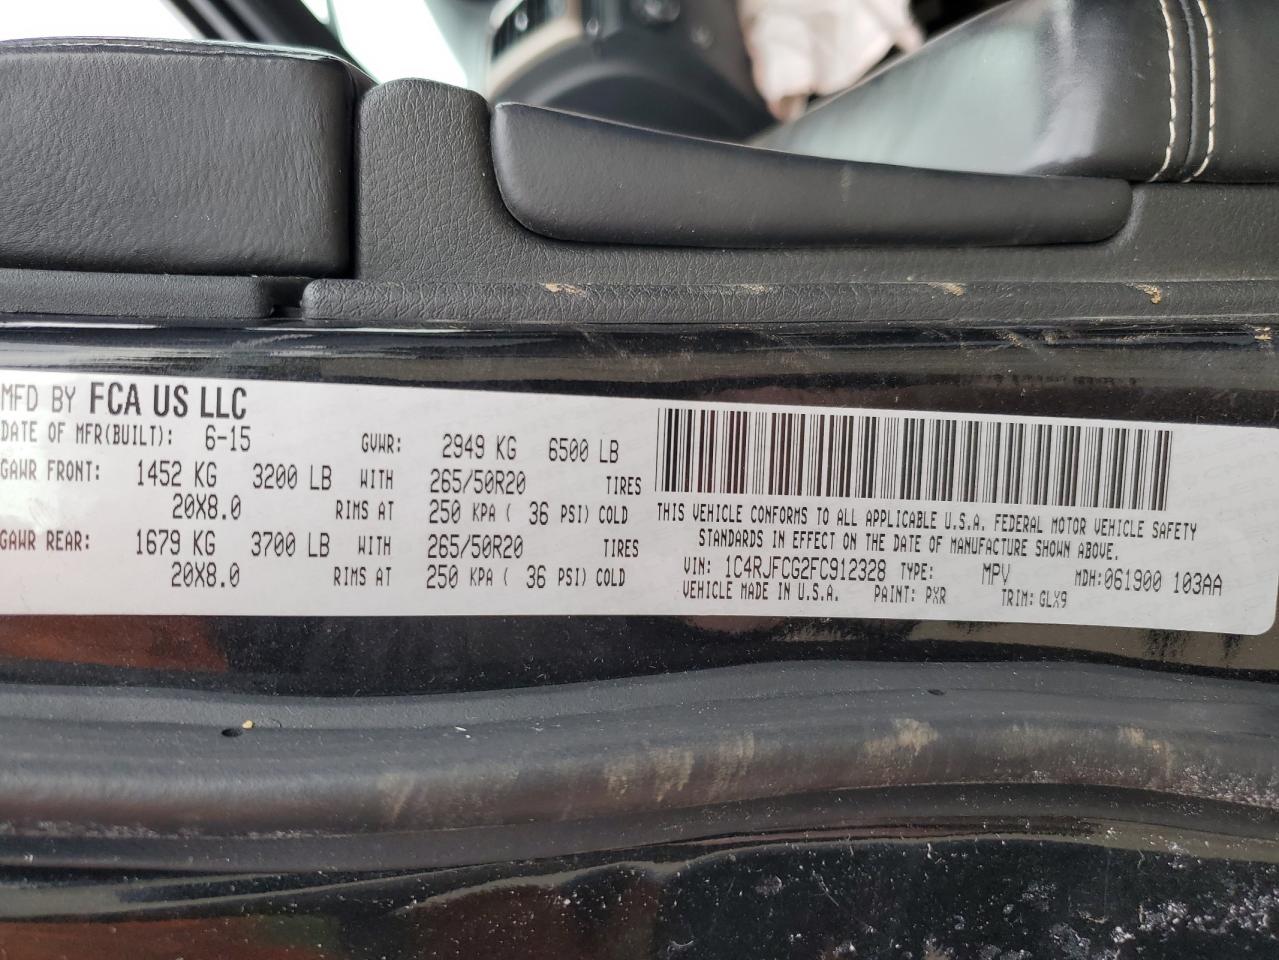 MFD BY FCA US LLC
DATE OF MFR(BUILT): 6-15 GVWR: 2949 KG 6500 LB
GAWR FRONT: 1452 KG 3200 LB WITH 265/50R20 TIRES
20X8.0 RIMS AT 250 KPA ( 36 PSI) COLD
GAWR REAR: 1679 KG 3700 LB WITH 265/50R20 TIRES
20X8.0 RIMS AT 250 KPA ( 36 PSI) COLD
THIS VEHICLE CONFORMS TO ALL APPLICABLE U.S.A. FEDERAL MOTOR VEHICLE SAFETY
STANDARDS IN EFFECT ON THE DATE OF MANUFACTURE SHOWN ABOVE.
VIN: 1C4RJFCG2FC912328 TYPE: MPV MDH:061900 103AA
VEHICLE MADE IN U.S.A. PAINT: PXR TRIM: GLX9